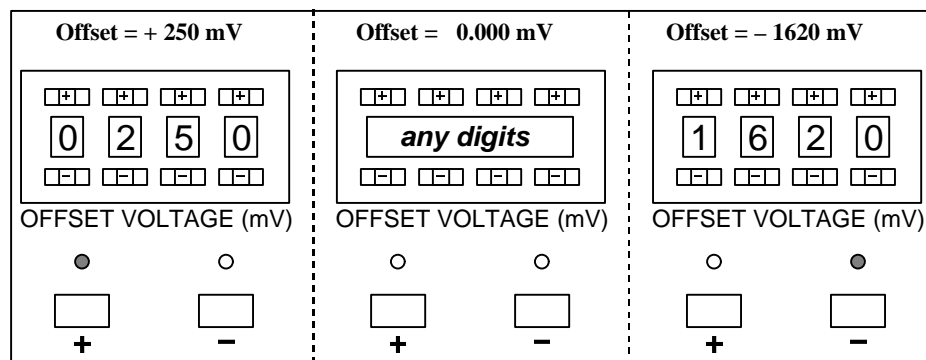 Offset = + 250 mV
+ + + +
0 2 5 0
- - - -
OFFSET VOLTAGE (mV)
+ −
Offset = 0.000 mV
+ + + +
any digits
- - - -
OFFSET VOLTAGE (mV)
+ −
Offset = – 1620 mV
+ + + +
1 6 2 0
- - - -
OFFSET VOLTAGE (mV)
+ −